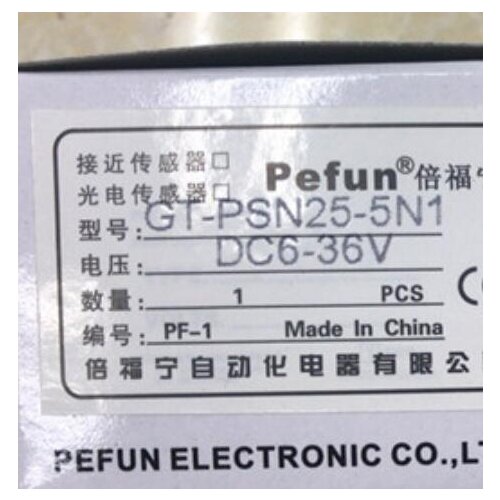 接近传感器□ Pefun®倍福
光电传感器□
型号: GT-PSN25-5N1
电压: DC6-36V
数量: 1 PCS
编号: PF-1 Made In China
倍福宁自动化电器有限公
PEFUN ELECTRONIC CO.,LT